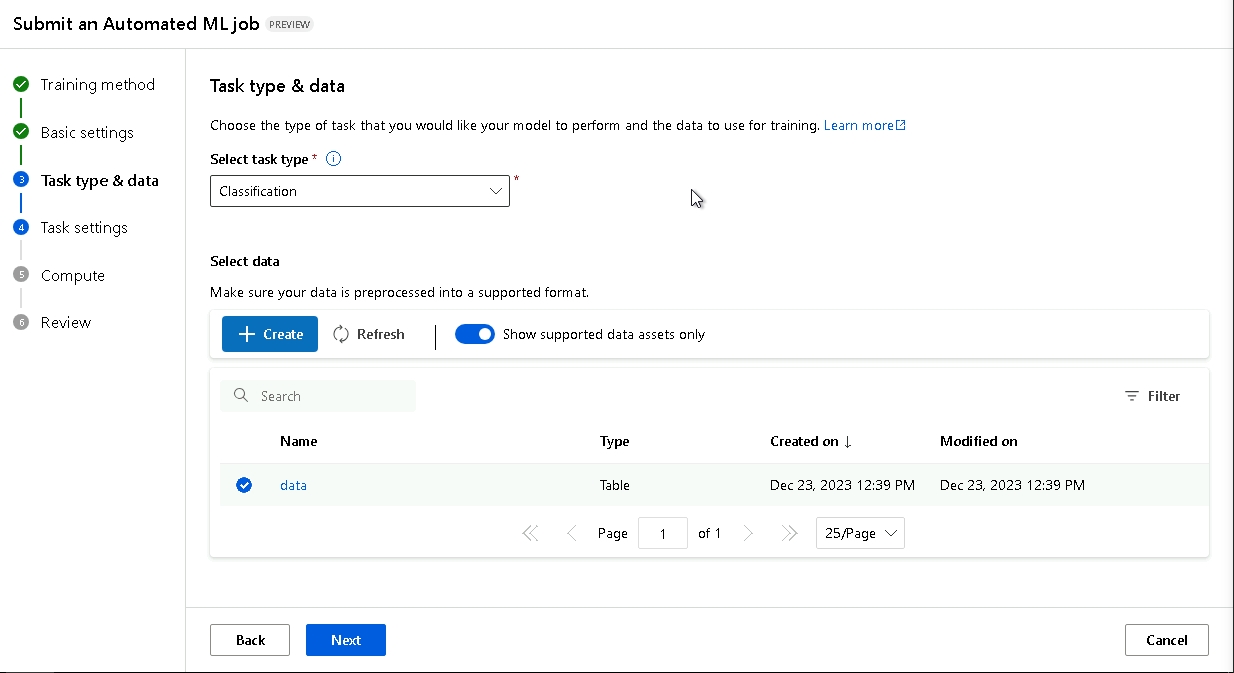 Submit an Automated ML job PREVIEW
Training method
Basic settings
3 Task type & data
4 Task settings
5 Compute
6 Review
Task type & data
Choose the type of task that you would like your model to perform and the data to use for training. Learn more
Select task type *
Classification *
Select data
Make sure your data is preprocessed into a supported format.
Create Refresh Show supported data assets only
Search Filter
Name Type Created on ↓ Modified on
data Table Dec 23, 2023 12:39 PM Dec 23, 2023 12:39 PM
Page 1 of 1 25/Page
Back Next Cancel